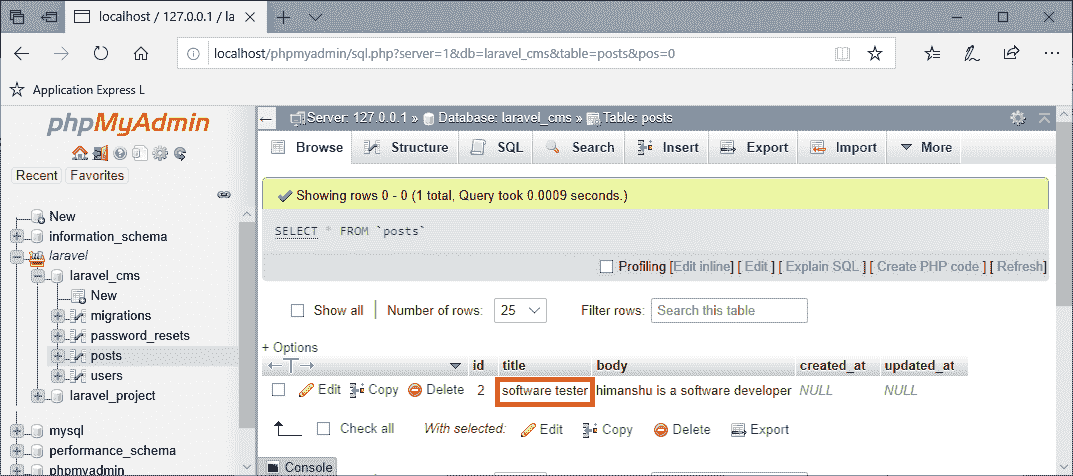 localhost / 127.0.0.1 / la
localhost/phpmyadmin/sql.php?server=1&db=laravel_cms&table=posts&pos=0
Application Express L
phpMyAdmin
Recent Favorites
New
information_schema
laravel
laravel_cms
New
migrations
password_resets
posts
users
laravel_project
mysql
performance_schema
phpmyadmin
Server: 127.0.0.1 » Database: laravel_cms » Table: posts
Browse Structure SQL Search Insert Export Import More
Showing rows 0 - 0 (1 total, Query took 0.0009 seconds.)
SELECT * FROM `posts`
Profiling [Edit inline] [ Edit ] [ Explain SQL ] [ Create PHP code ] [ Refresh]
Show all Number of rows: 25 Filter rows: Search this table
+ Options
←T→ id title body created_at updated_at
Edit Copy Delete 2 software tester himanshu is a software developer NULL NULL
Check all With selected: Edit Copy Delete Export
Console